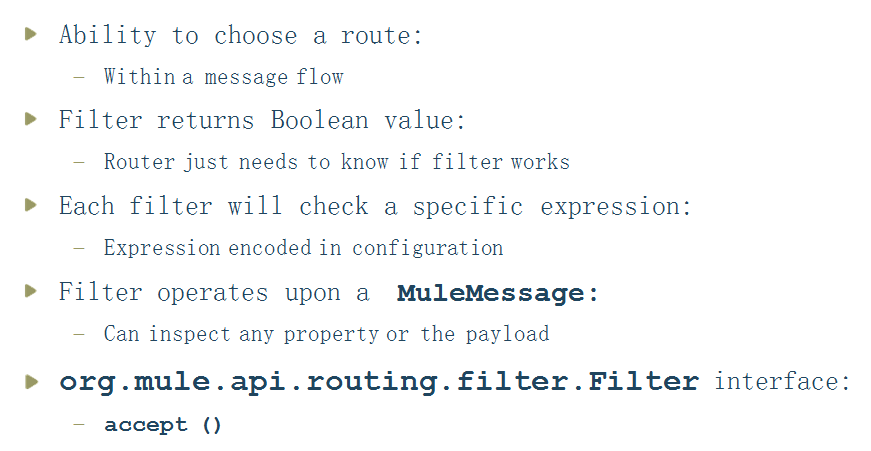 Ability to choose a route:
– Within a message flow
Filter returns Boolean value:
– Router just needs to know if filter works
Each filter will check a specific expression:
– Expression encoded in configuration
Filter operates upon a MuleMessage:
– Can inspect any property or the payload
org.mule.api.routing.filter.Filter interface:
– accept ()